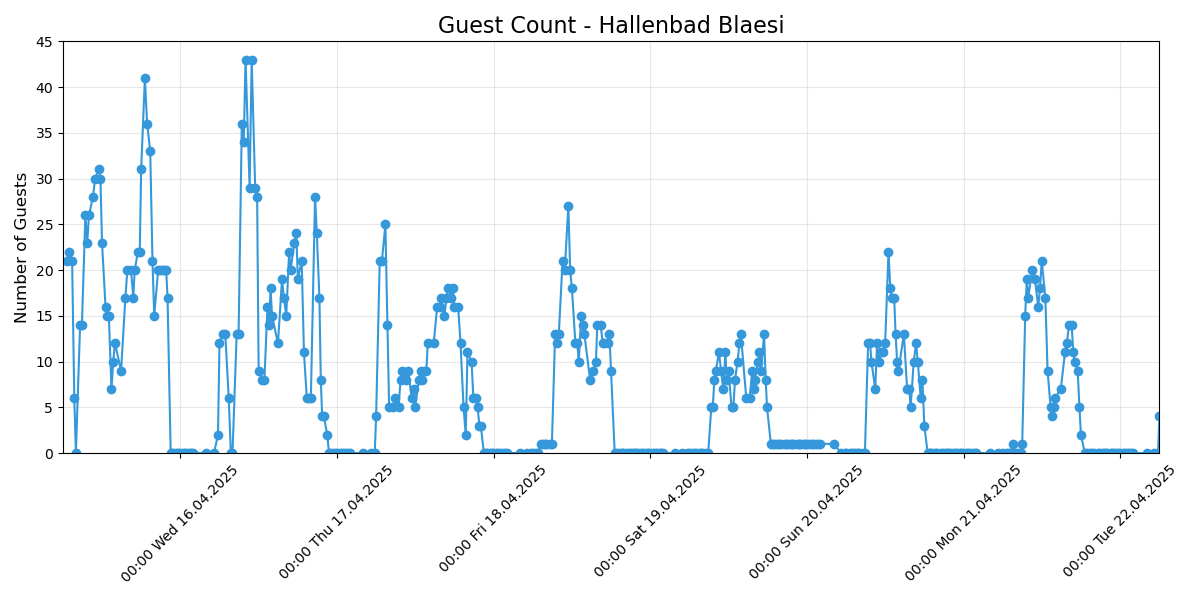 Guest Count - Hallenbad Blaesi
Number of Guests
45
40
35
30
25
20
15
10
5
0
00:00 Wed 16.04.2025
00:00 Thu 17.04.2025
00:00 Fri 18.04.2025
00:00 Sat 19.04.2025
00:00 Sun 20.04.2025
00:00 Mon 21.04.2025
00:00 Tue 22.04.2025